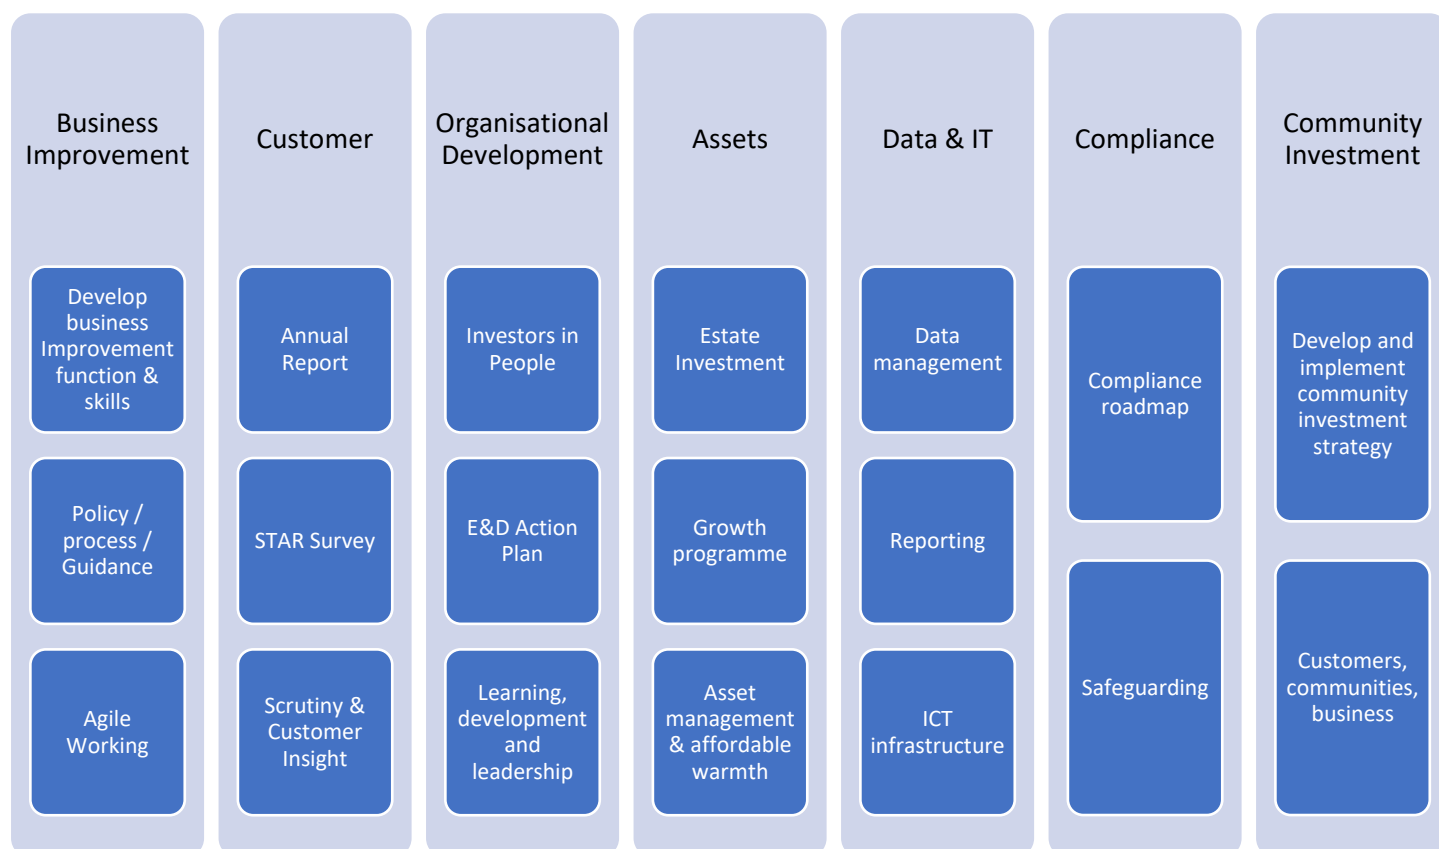 Business
Improvement
Develop
business
Improvement
function &
skills
Policy /
process /
Guidance
Agile
Working
Customer
Annual
Report
STAR Survey
Scrutiny &
Customer
Insight
Organisational
Development
Investors in
People
E&D Action
Plan
Learning,
development
and
leadership
Assets
Estate
Investment
Growth
programme
Asset
management
& affordable
warmth
Data & IT
Data
management
Reporting
ICT
infrastructure
Compliance
Compliance
roadmap
Safeguarding
Community
Investment
Develop and
implement
community
investment
strategy
Customers,
communities,
business